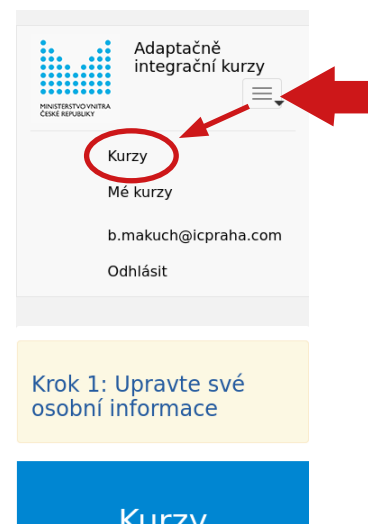 Adaptačně
integrační kurzy
MINISTERSTVO VNITRA
ČESKÉ REPUBLIKY
Kurzy
Mé kurzy
b.makuch@icpraha.com
Odhlásit
Krok 1: Upravte své
osobní informace
Kurzy